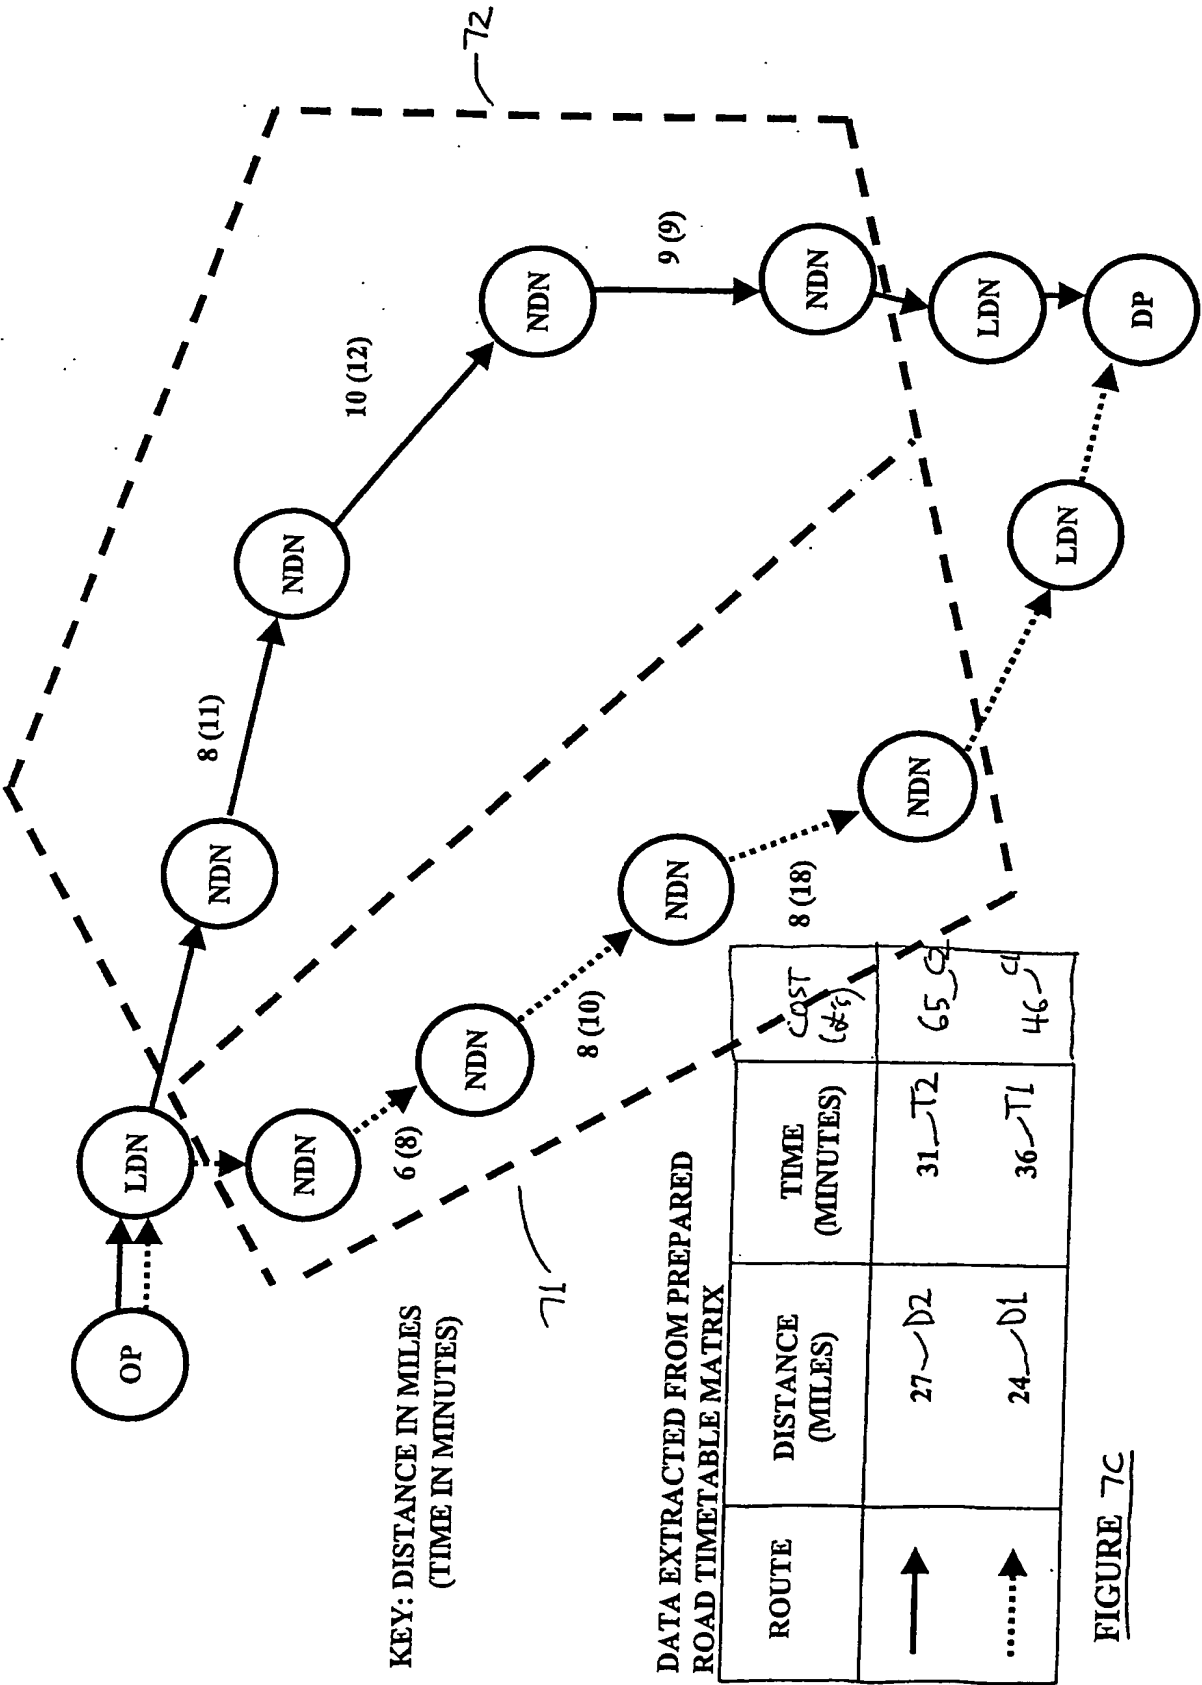 OP
LDN
NDN
8 (11)
NDN
10 (12)
NDN
9 (9)
NDN
LDN
DP
72
NDN
6 (8)
NDN
8 (10)
NDN
8 (18)
NDN
LDN
71
KEY: DISTANCE IN MILES
(TIME IN MINUTES)
DATA EXTRACTED FROM PREPARED
ROAD TIMETABLE MATRIX
ROUTE DISTANCE (MILES) TIME (MINUTES) COST (£'s)
27 D2 31 T2 65 C2
24 D1 36 T1 46 C1
FIGURE 7C